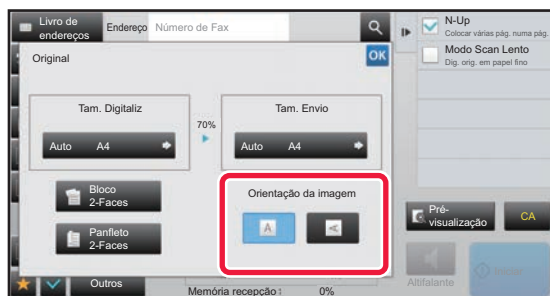 Livro de
endereços
Endereço
Número de Fax
N-Up
Colocar várias pág. numa pág.
Modo Scan Lento
Dig. orig. em papel fino
Original
OK
Tam. Digitaliz
Auto A4
70%
Tam. Envio
Auto A4
Bloco
2-Faces
Panfleto
2-Faces
Orientação da imagem
A
A
Pré-
visualização
CA
Outros
Memória recepção:
0%
Altifalante
Iniciar